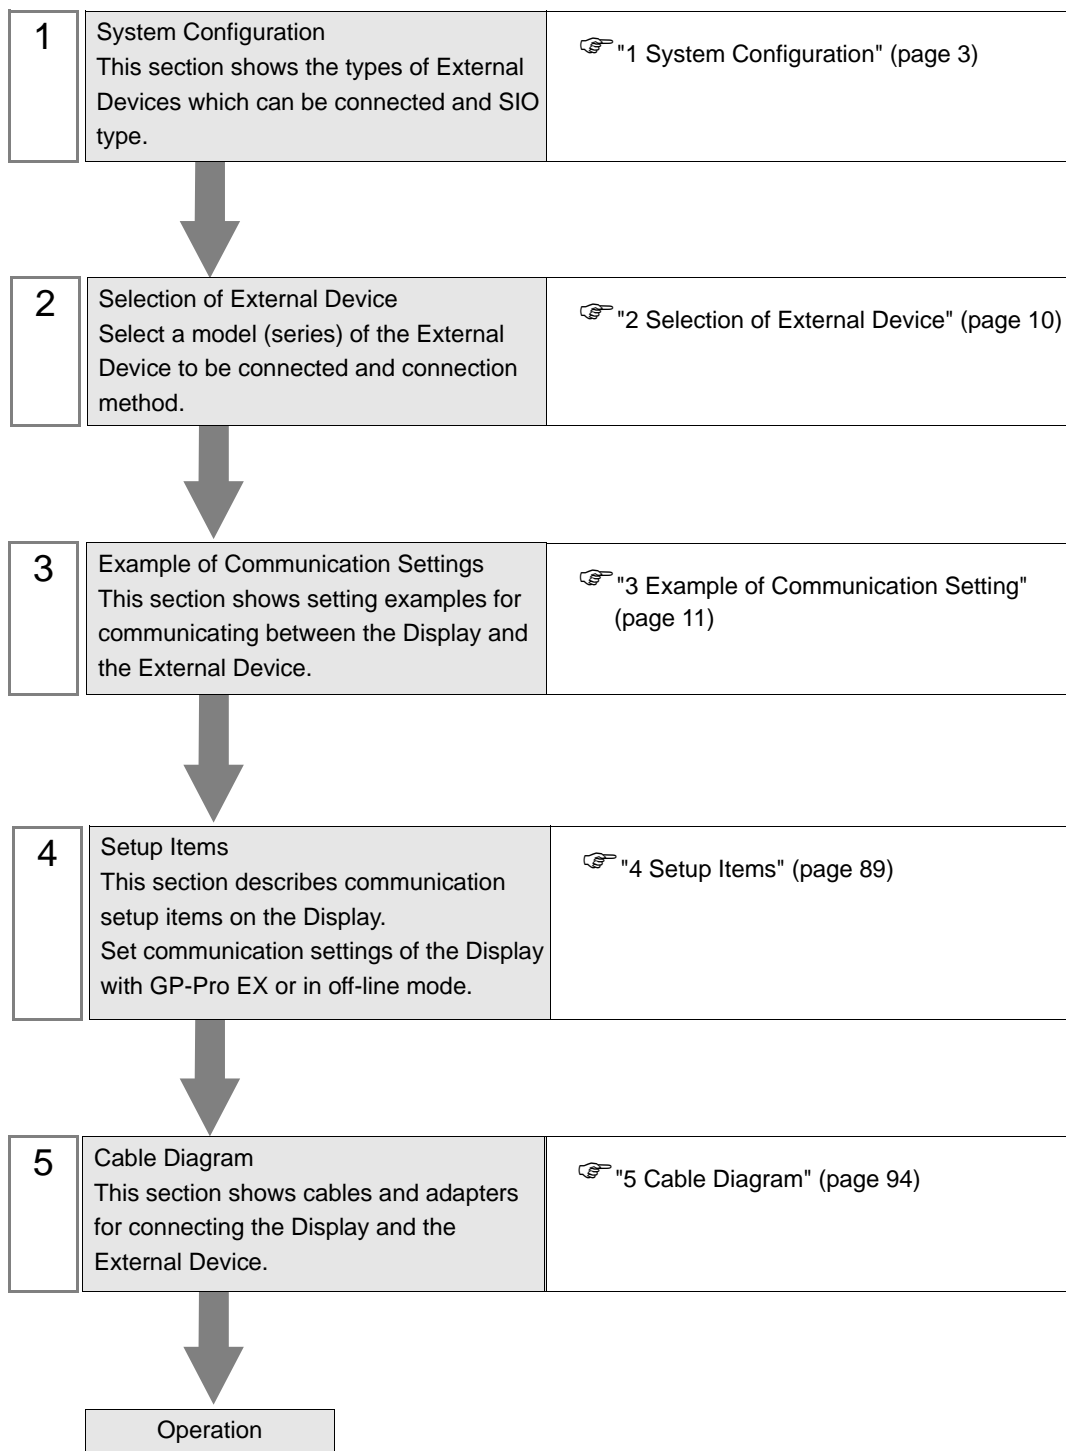 1
System Configuration
This section shows the types of External
Devices which can be connected and SIO
type.
☞ "1 System Configuration" (page 3)
2
Selection of External Device
Select a model (series) of the External
Device to be connected and connection
method.
☞ "2 Selection of External Device" (page 10)
3
Example of Communication Settings
This section shows setting examples for
communicating between the Display and
the External Device.
☞ "3 Example of Communication Setting"
(page 11)
4
Setup Items
This section describes communication
setup items on the Display.
Set communication settings of the Display
with GP-Pro EX or in off-line mode.
☞ "4 Setup Items" (page 89)
5
Cable Diagram
This section shows cables and adapters
for connecting the Display and the
External Device.
☞ "5 Cable Diagram" (page 94)
Operation